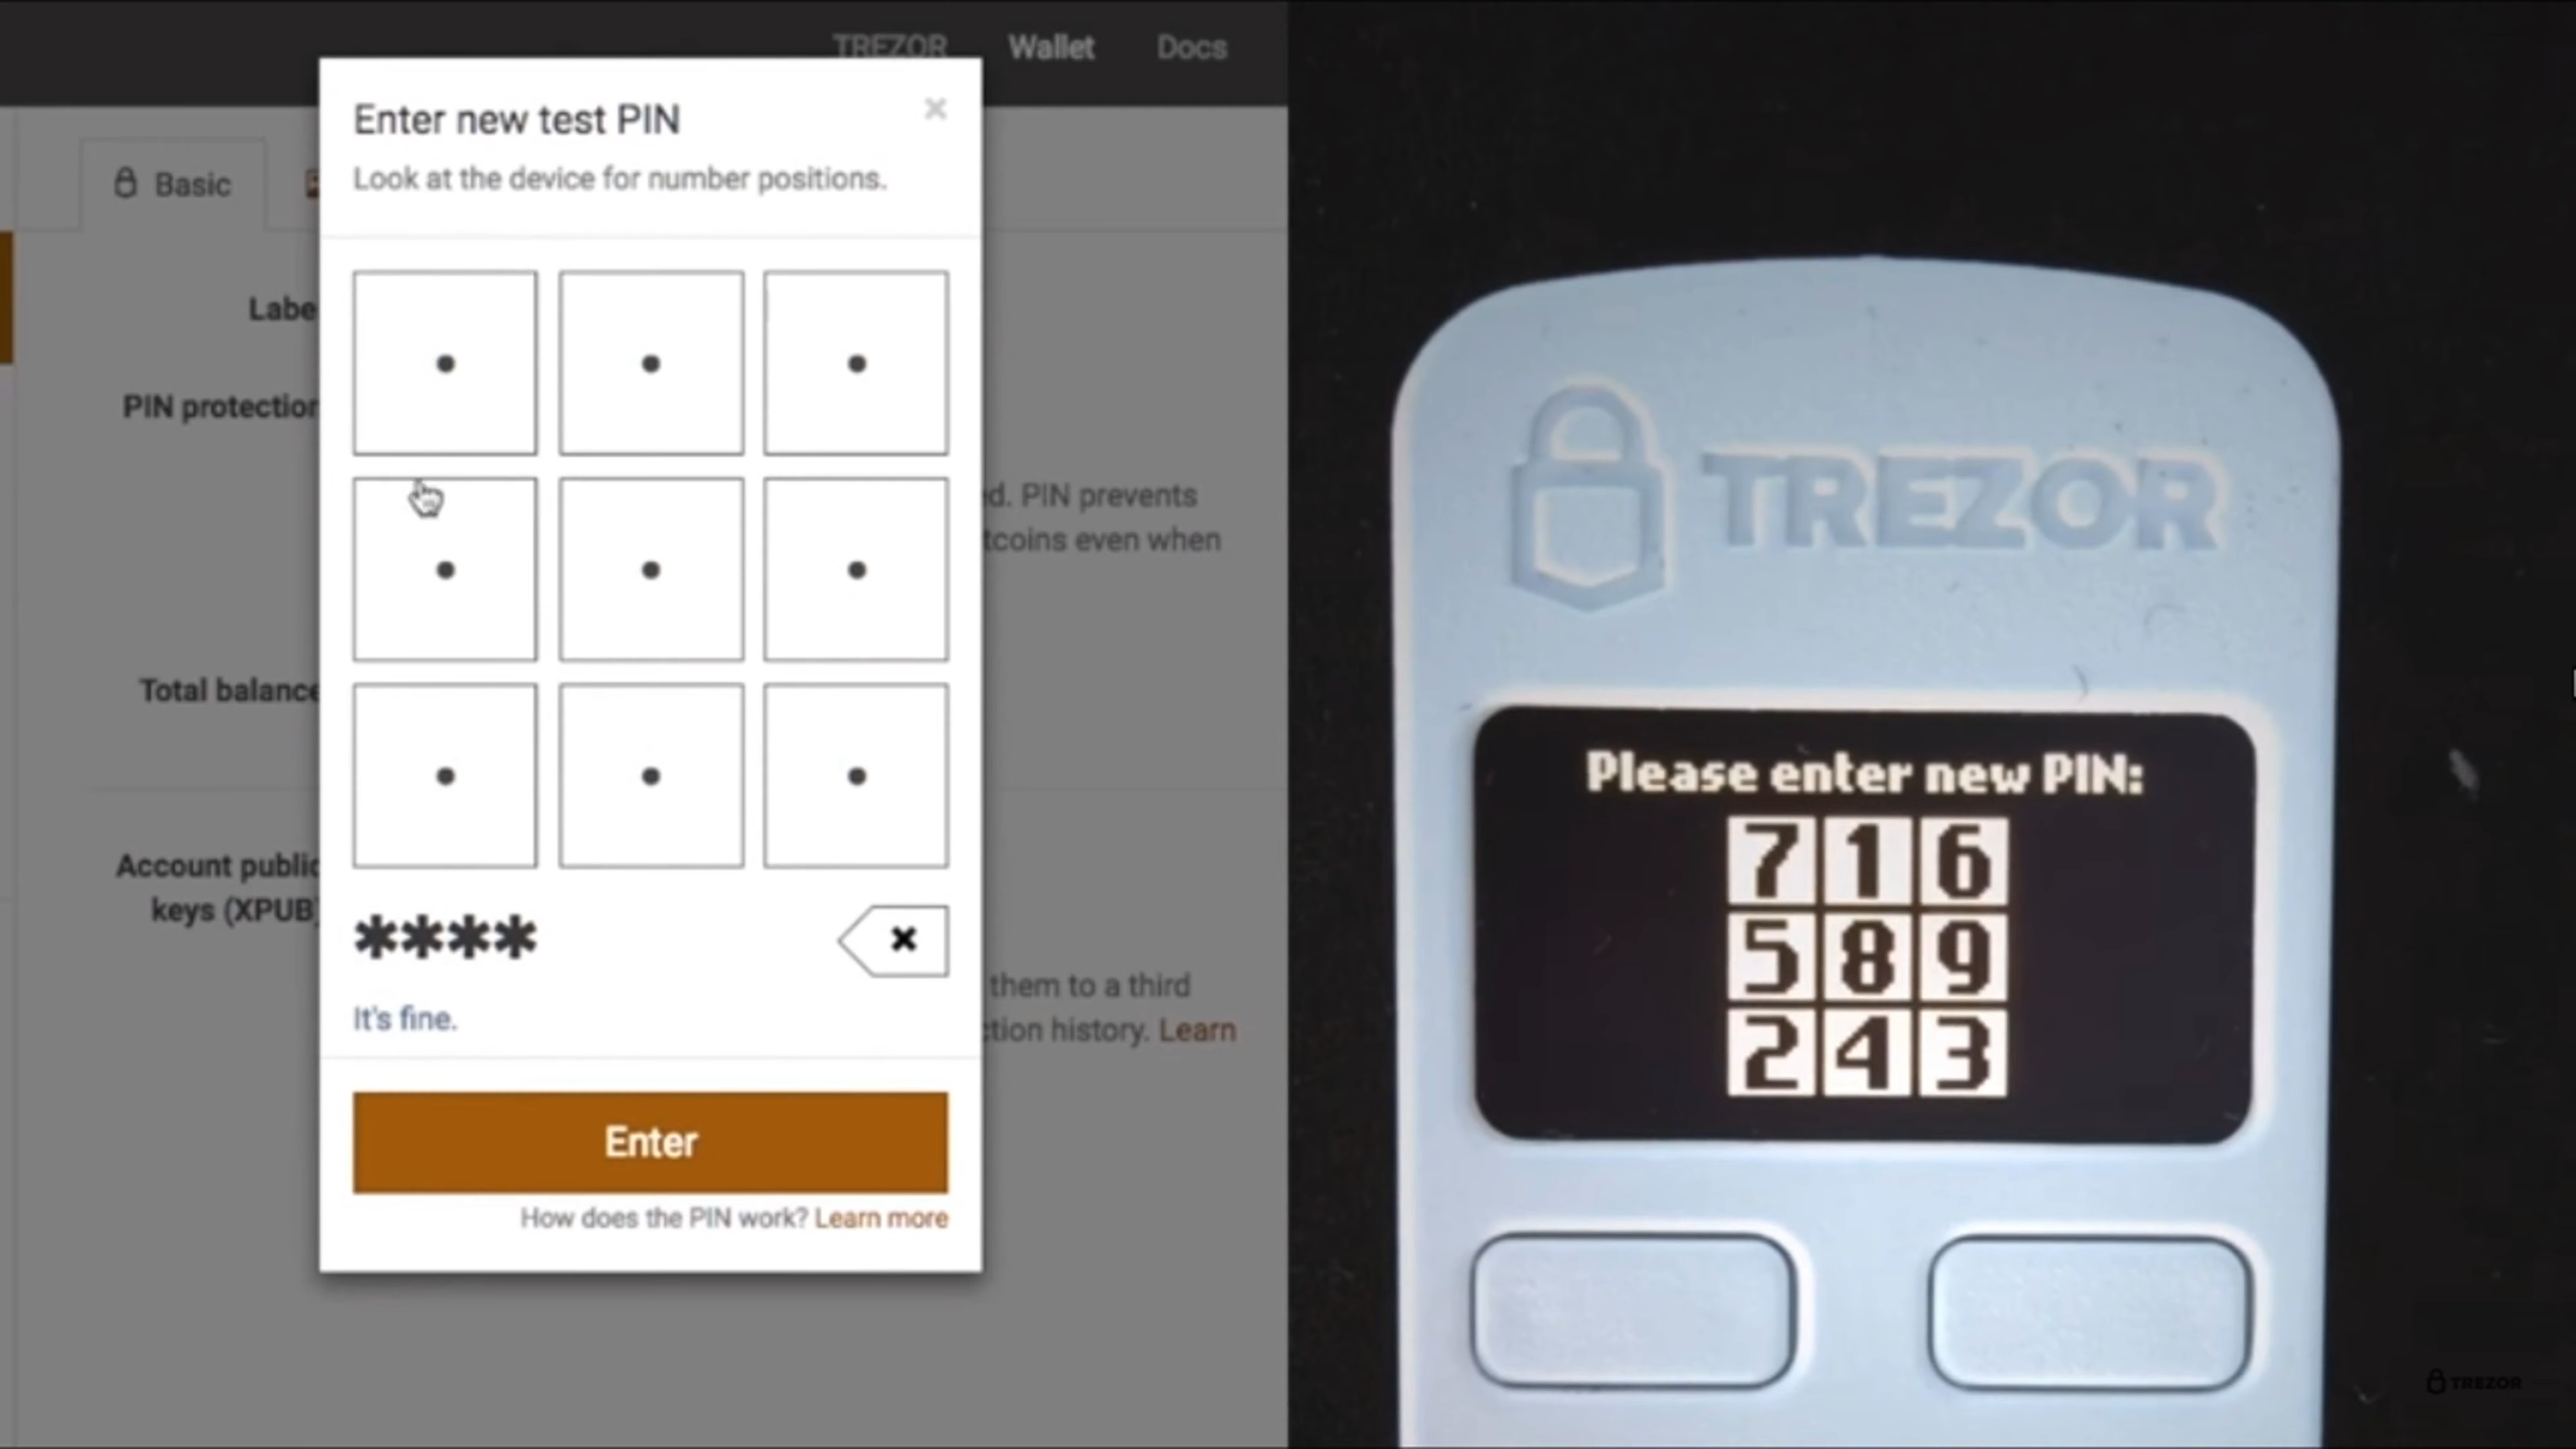 TREZOR Wallet Docs
Enter new test PIN
Look at the device for number positions.
Basic
PIN protection
d. PIN prevents
tcoins even when
Total balance
Account public
keys (XPUB)
****
It's fine.
them to a third
ction history. Learn
Enter
How does the PIN work? Learn more
TREZOR
Please enter new PIN:
7 1 6
5 8 9
2 4 3
TREZOR